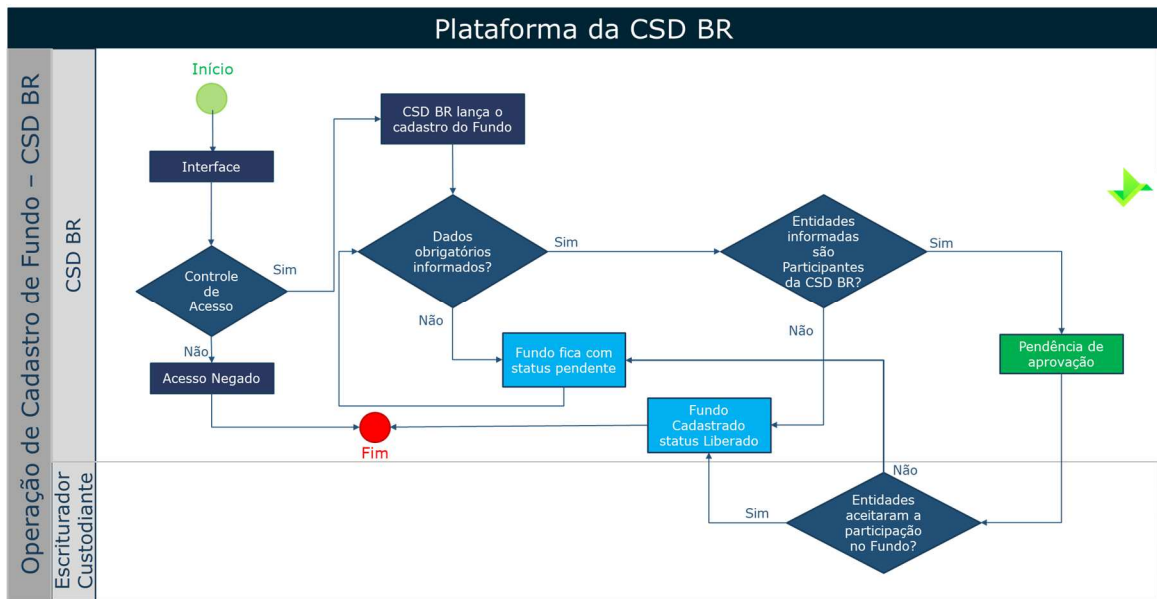 Plataforma da CSD BR
Operação de Cadastro de Fundo – CSD BR
CSD BR
Início
Interface
Controle
de
Acesso
Sim
Não
Acesso Negado
CSD BR lança o
cadastro do Fundo
Dados
obrigatórios
informados?
Sim
Não
Fundo fica com
status pendente
Entidades
informadas
são
Participantes
da CSD BR?
Sim
Não
Pendência de
aprovação
Fundo
Cadastrado
status Liberado
Fim
Escriturador
Custodiante
Entidades
aceitaram a
participação
no Fundo?
Sim
Não